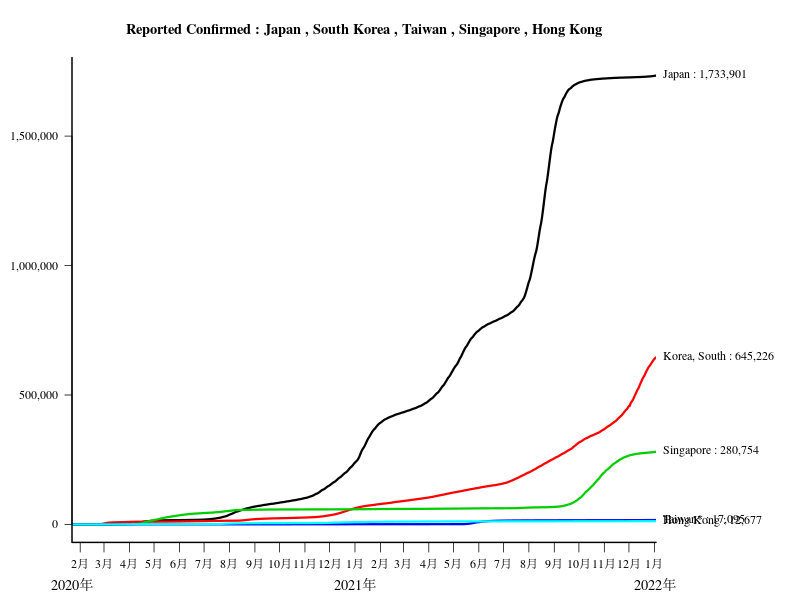 Reported Confirmed : Japan , South Korea , Taiwan , Singapore , Hong Kong
Japan : 1,733,901
1,500,000
1,000,000
Korea, South : 645,226
500,000
Singapore : 280,754
Hong Kong : 12,677
0
2月 3月 4月 5月 6月 7月 8月 9月 10月 11月 12月 1月 2月 3月 4月 5月 6月 7月 8月 9月 10月 11月 12月 1月
2020年 2021年 2022年